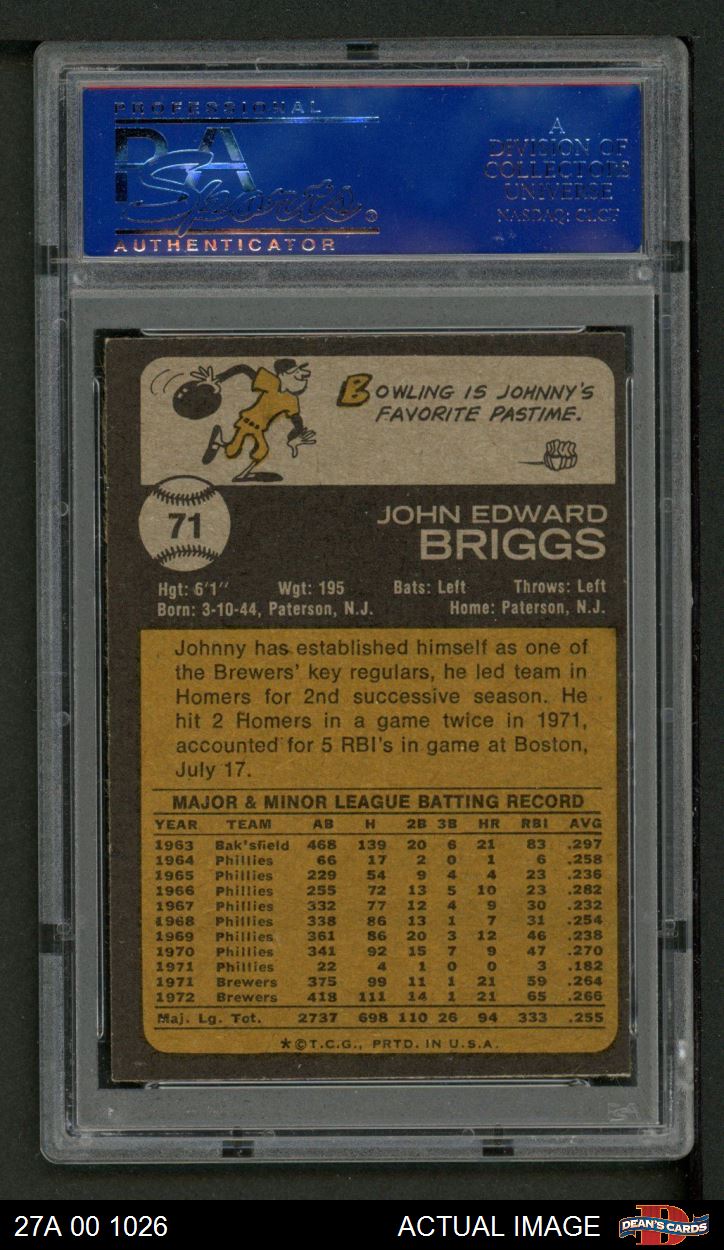 PROFESSIONAL
PSA
Sports ®
AUTHENTICATOR
A
DIVISION OF
COLLECTORS
UNIVERSE
NASDAQ: CLCT
BOWLING IS JOHNNY'S
FAVORITE PASTIME.
71
JOHN EDWARD
BRIGGS
Hgt: 6'1" Wgt: 195 Bats: Left Throws: Left
Born: 3-10-44, Paterson, N.J. Home: Paterson, N.J.
Johnny has established himself as one of
the Brewers' key regulars, he led team in
Homers for 2nd successive season. He
hit 2 Homers in a game twice in 1971,
accounted for 5 RBI's in game at Boston,
July 17.
MAJOR & MINOR LEAGUE BATTING RECORD
YEAR TEAM AB H 2B 3B HR RBI AVG
1963 Bak'sfield 468 139 20 6 21 83 .297
1964 Phillies 66 17 2 0 1 6 .258
1965 Phillies 229 54 9 4 4 23 .236
1966 Phillies 255 72 13 5 10 23 .282
1967 Phillies 332 77 12 4 9 30 .232
1968 Phillies 338 86 13 1 7 31 .254
1969 Phillies 361 86 20 3 12 46 .238
1970 Phillies 341 92 15 7 9 47 .270
1971 Phillies 22 4 1 0 0 3 .182
1971 Brewers 375 99 11 1 21 59 .264
1972 Brewers 418 111 14 1 21 65 .266
Maj. Lg. Tot. 2737 698 110 26 94 333 .255
*©T.C.G., PRTD. IN U.S.A.
PSA
27A 00 1026 ACTUAL IMAGE D DEAN'S CARDS